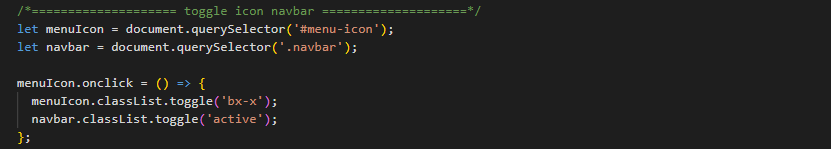 /*==================== toggle icon navbar ====================*/
let menuIcon = document.querySelector('#menu-icon');
let navbar = document.querySelector('.navbar');
menuIcon.onclick = () => {
menuIcon.classList.toggle('bx-x');
navbar.classList.toggle('active');
};